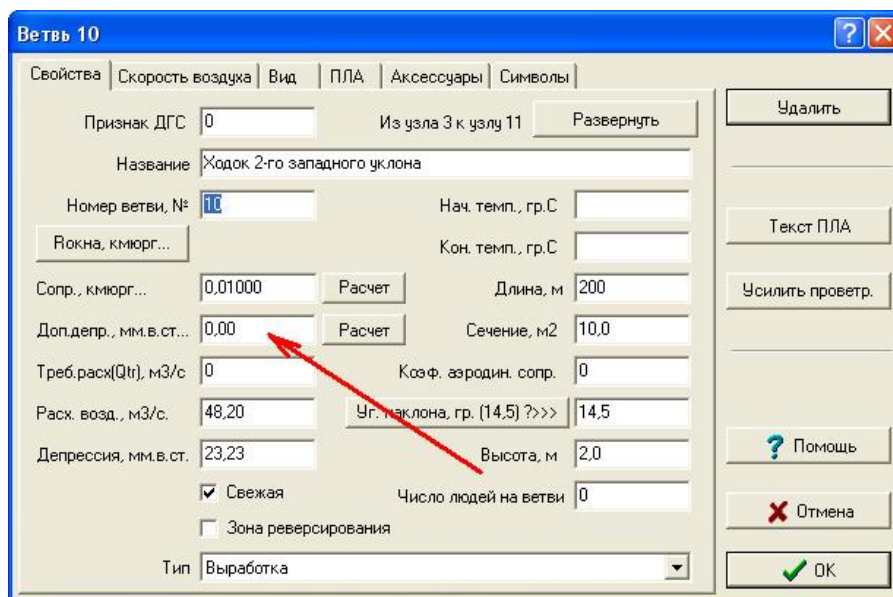 Ветвь 10
Свойства Скорость воздуха Вид ПЛА Аксессуары Символы
Признак ДГС 0 Из узла 3 к узлу 11 Развернуть Удалить
Название Ходок 2-го западного уклона
Номер ветви, № 10 Нач. темп., гр.С Текст ПЛА
Rокна, кмюрг... Кон. темп., гр.С
Сопр., кмюрг... 0,01000 Расчет Длина, м 200 Усилить проветр.
Доп.депр., мм.в.ст... 0,00 Расчет Сечение, м2 10,0
Треб.расх(Qtr), м3/с 0 Коэф. аэродин. сопр. 0
Расх. возд., м3/с. 48,20 Уг. наклона, гр. (14,5) ?>>> 14,5
Депрессия, мм.в.ст. 23,23 Высота, м 2,0 ? Помощь
Свежая Число людей на ветви 0 Отмена
Зона реверсирования
Тип Выработка OK